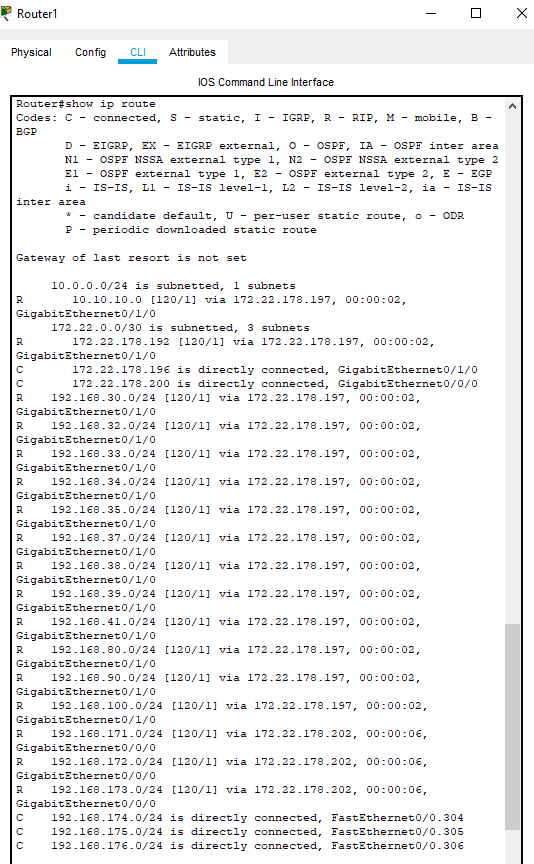 Router1
Physical Config CLI Attributes
IOS Command Line Interface
Router#show ip route
Codes: C - connected, S - static, I - IGRP, R - RIP, M - mobile, B -
BGP
D - EIGRP, EX - EIGRP external, O - OSPF, IA - OSPF inter area
N1 - OSPF NSSA external type 1, N2 - OSPF NSSA external type 2
E1 - OSPF external type 1, E2 - OSPF external type 2, E - EGP
i - IS-IS, L1 - IS-IS level-1, L2 - IS-IS level-2, ia - IS-IS
inter area
* - candidate default, U - per-user static route, o - ODR
P - periodic downloaded static route
Gateway of last resort is not set
10.0.0.0/24 is subnetted, 1 subnets
R 10.10.10.0 [120/1] via 172.22.178.197, 00:00:02,
GigabitEthernet0/1/0
172.22.0.0/30 is subnetted, 3 subnets
R 172.22.178.192 [120/1] via 172.22.178.197, 00:00:02,
GigabitEthernet0/1/0
C 172.22.178.196 is directly connected, GigabitEthernet0/1/0
C 172.22.178.200 is directly connected, GigabitEthernet0/0/0
R 192.168.30.0/24 [120/1] via 172.22.178.197, 00:00:02,
GigabitEthernet0/1/0
R 192.168.32.0/24 [120/1] via 172.22.178.197, 00:00:02,
GigabitEthernet0/1/0
R 192.168.33.0/24 [120/1] via 172.22.178.197, 00:00:02,
GigabitEthernet0/1/0
R 192.168.34.0/24 [120/1] via 172.22.178.197, 00:00:02,
GigabitEthernet0/1/0
R 192.168.35.0/24 [120/1] via 172.22.178.197, 00:00:02,
GigabitEthernet0/1/0
R 192.168.37.0/24 [120/1] via 172.22.178.197, 00:00:02,
GigabitEthernet0/1/0
R 192.168.38.0/24 [120/1] via 172.22.178.197, 00:00:02,
GigabitEthernet0/1/0
R 192.168.39.0/24 [120/1] via 172.22.178.197, 00:00:02,
GigabitEthernet0/1/0
R 192.168.41.0/24 [120/1] via 172.22.178.197, 00:00:02,
GigabitEthernet0/1/0
R 192.168.80.0/24 [120/1] via 172.22.178.197, 00:00:02,
GigabitEthernet0/1/0
R 192.168.90.0/24 [120/1] via 172.22.178.197, 00:00:02,
GigabitEthernet0/1/0
R 192.168.100.0/24 [120/1] via 172.22.178.197, 00:00:02,
GigabitEthernet0/1/0
R 192.168.171.0/24 [120/1] via 172.22.178.202, 00:00:06,
GigabitEthernet0/0/0
R 192.168.172.0/24 [120/1] via 172.22.178.202, 00:00:06,
GigabitEthernet0/0/0
R 192.168.173.0/24 [120/1] via 172.22.178.202, 00:00:06,
GigabitEthernet0/0/0
C 192.168.174.0/24 is directly connected, FastEthernet0/0.304
C 192.168.175.0/24 is directly connected, FastEthernet0/0.305
C 192.168.176.0/24 is directly connected, FastEthernet0/0.306